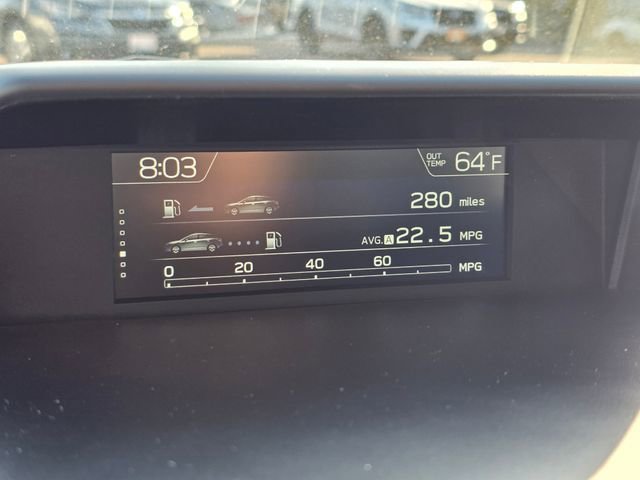 8:03 OUT TEMP 64°F
280 miles
AVG. A 22.5 MPG
0 20 40 60 MPG